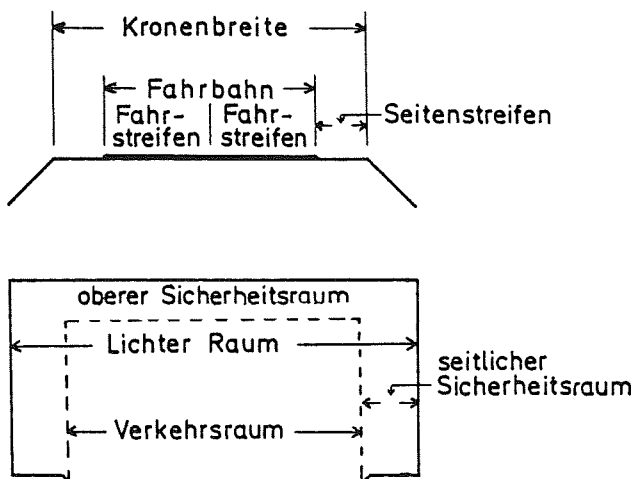 Kronenbreite
Fahrbahn
Fahr- Fahr-
streifen streifen
Seitenstreifen
oberer Sicherheitsraum
Lichter Raum
seitlicher
Sicherheitsraum
Verkehrsraum